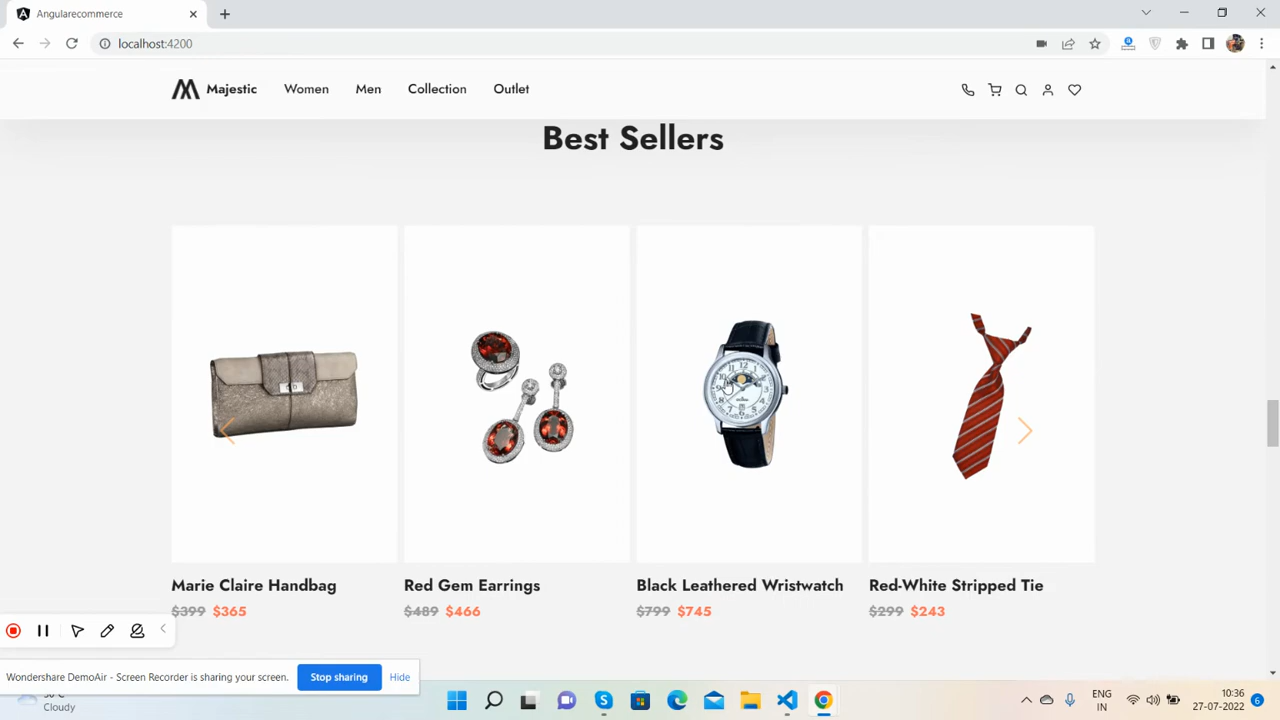 Angularecommerce
localhost:4200
Majestic Women Men Collection Outlet
Best Sellers
Marie Claire Handbag Red Gem Earrings Black Leathered Wristwatch Red-White Stripped Tie
$399 $365 $489 $466 $799 $745 $299 $243
Wondershare DemoAir - Screen Recorder is sharing your screen. Stop sharing Hide
Cloudy
ENG
IN
10:36
27-07-2022
6